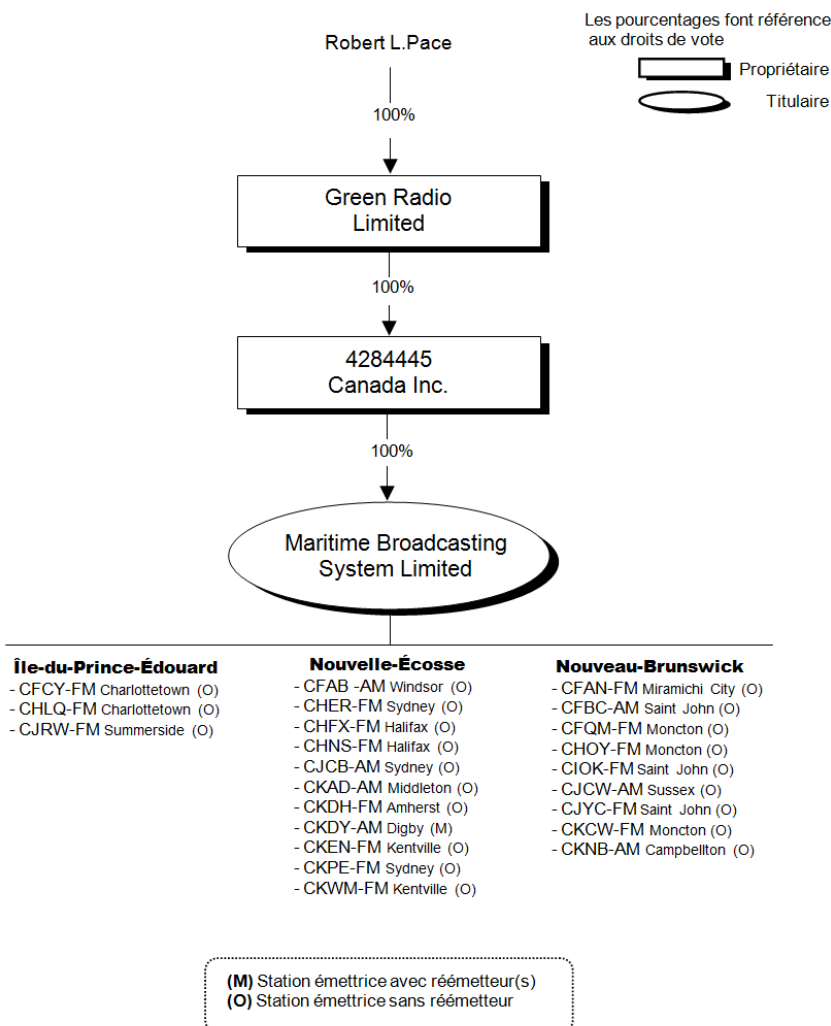 Les pourcentages font référence
aux droits de vote
Propriétaire
Titulaire
Robert L.Pace
100%
Green Radio
Limited
100%
4284445
Canada Inc.
100%
Maritime Broadcasting
System Limited
Île-du-Prince-Édouard
- CFCY-FM Charlottetown (O)
- CHLQ-FM Charlottetown (O)
- CJRW-FM Summerside (O)
Nouvelle-Écosse
- CFAB -AM Windsor (O)
- CHER-FM Sydney (O)
- CHFX-FM Halifax (O)
- CHNS-FM Halifax (O)
- CJCB-AM Sydney (O)
- CKAD-AM Middleton (O)
- CKDH-FM Amherst (O)
- CKDY-AM Digby (M)
- CKEN-FM Kentville (O)
- CKPE-FM Sydney (O)
- CKWM-FM Kentville (O)
Nouveau-Brunswick
- CFAN-FM Miramichi City (O)
- CFBC-AM Saint John (O)
- CFQM-FM Moncton (O)
- CHOY-FM Moncton (O)
- CIOK-FM Saint John (O)
- CJCW-AM Sussex (O)
- CJYC-FM Saint John (O)
- CKCW-FM Moncton (O)
- CKNB-AM Campbellton (O)
(M) Station émettrice avec réémetteur(s)
(O) Station émettrice sans réémetteur